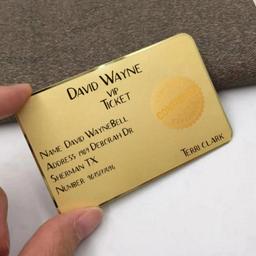 David Wayne
VIP
Ticket
Name David WayneBell
Address 1919 Deborah Dr
Sherman TX
Terri Clark